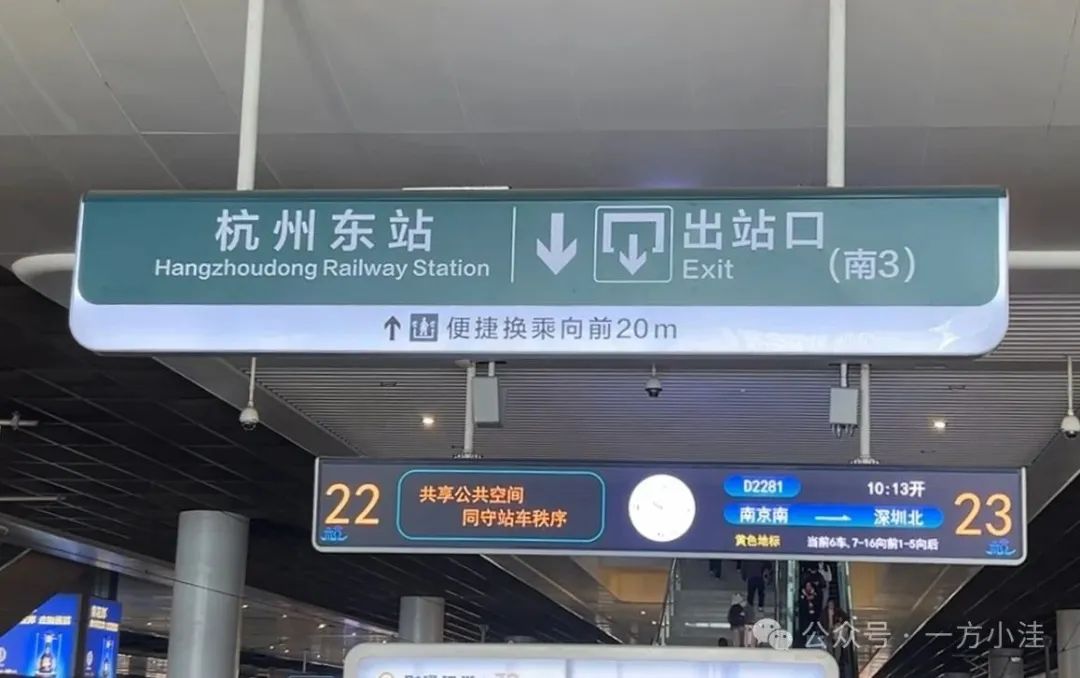 杭州东站
Hangzhoudong Railway Station
出站口
Exit
(南3)
便捷换乘向前20m
22
共享公共空间
同守站车秩序
D2281
10:13开
南京南
深圳北
黄色地标
当前6车,7-16向前1-5向后
23
公众号·一方小洼